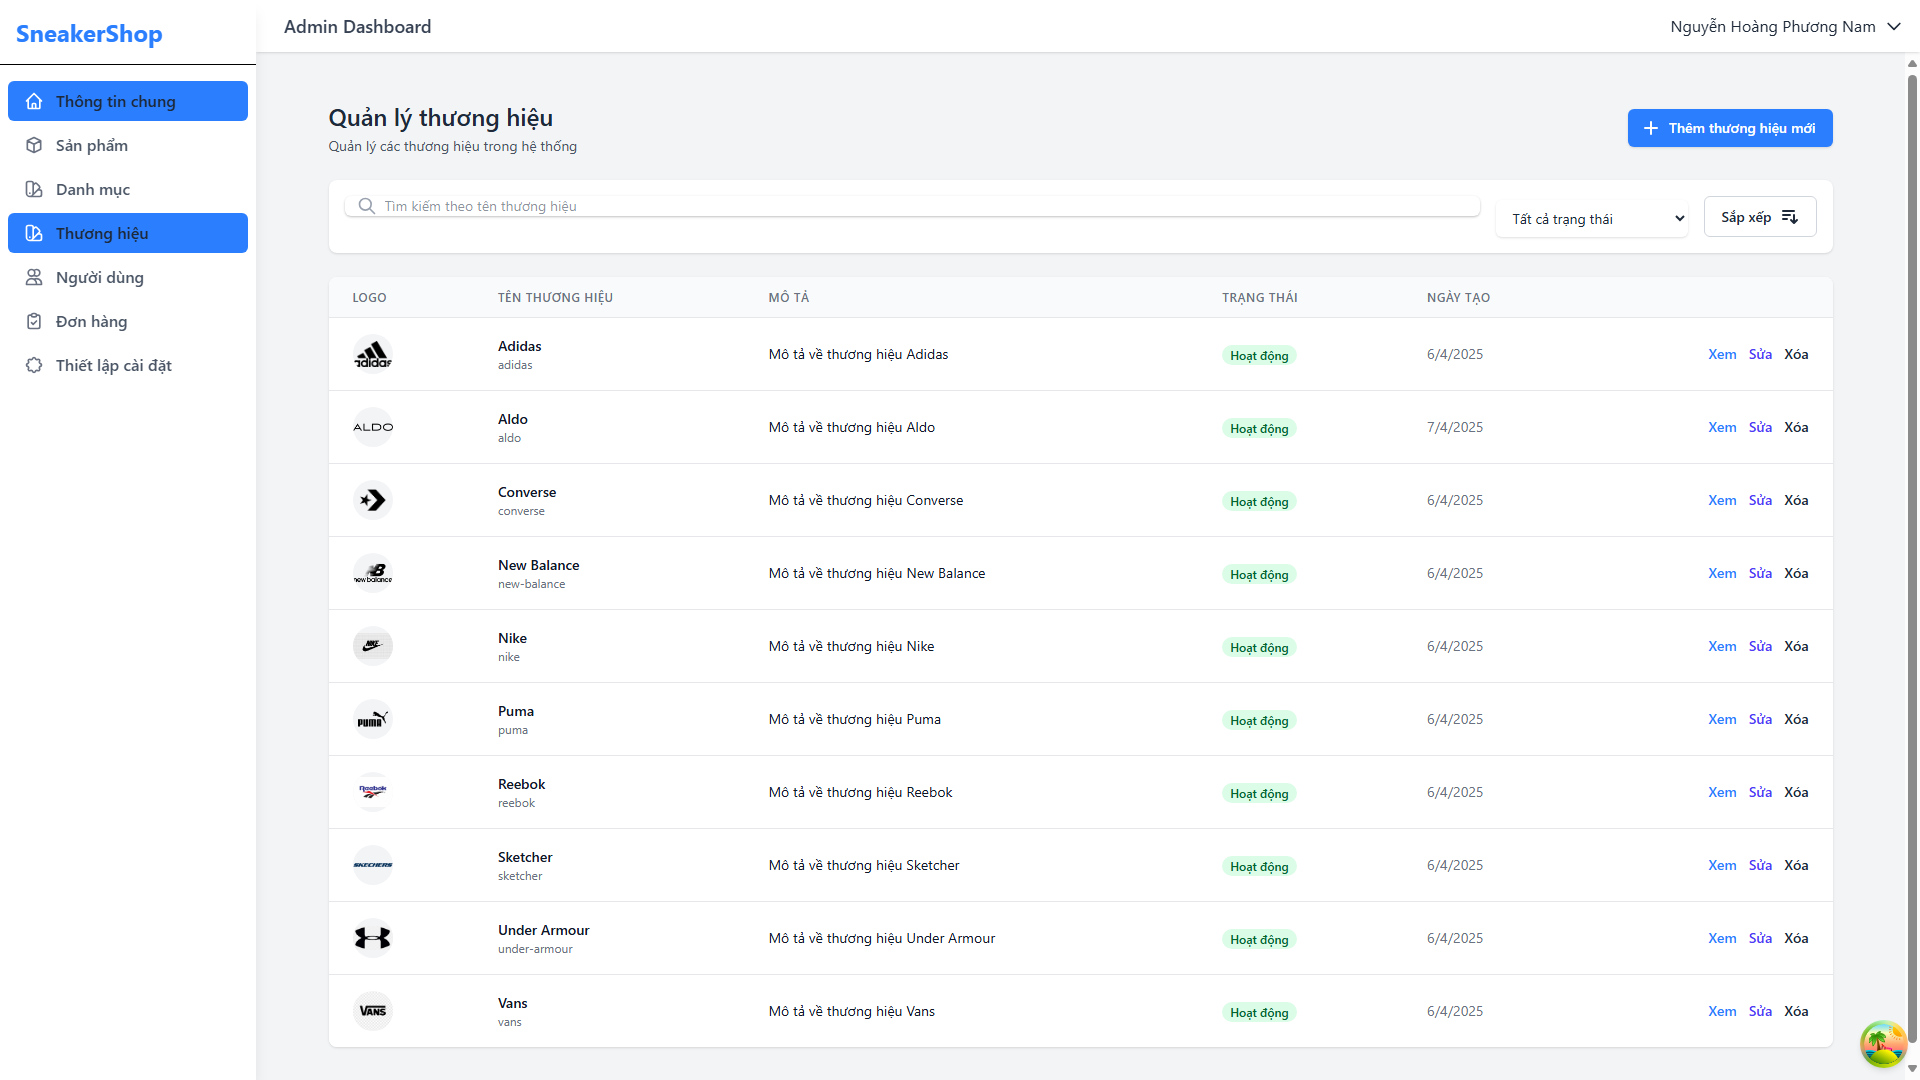 SneakerShop
Admin Dashboard
Nguyễn Hoàng Phương Nam
Thông tin chung
Sản phẩm
Danh mục
Thương hiệu
Người dùng
Đơn hàng
Thiết lập cài đặt
Quản lý thương hiệu
Quản lý các thương hiệu trong hệ thống
Thêm thương hiệu mới
Tìm kiếm theo tên thương hiệu
Tất cả trạng thái
Sắp xếp
LOGO TÊN THƯƠNG HIỆU MÔ TẢ TRẠNG THÁI NGÀY TẠO
adidas Adidas Mô tả về thương hiệu Adidas Hoạt động 6/4/2025 Xem Sửa Xóa
adidas
ALDO Aldo Mô tả về thương hiệu Aldo Hoạt động 7/4/2025 Xem Sửa Xóa
aldo
Converse Mô tả về thương hiệu Converse Hoạt động 6/4/2025 Xem Sửa Xóa
converse
new balance New Balance Mô tả về thương hiệu New Balance Hoạt động 6/4/2025 Xem Sửa Xóa
new-balance
NIKE Nike Mô tả về thương hiệu Nike Hoạt động 6/4/2025 Xem Sửa Xóa
nike
PUMA Puma Mô tả về thương hiệu Puma Hoạt động 6/4/2025 Xem Sửa Xóa
puma
Reebok Reebok Mô tả về thương hiệu Reebok Hoạt động 6/4/2025 Xem Sửa Xóa
reebok
SKECHERS Sketcher Mô tả về thương hiệu Sketcher Hoạt động 6/4/2025 Xem Sửa Xóa
sketcher
Under Armour Mô tả về thương hiệu Under Armour Hoạt động 6/4/2025 Xem Sửa Xóa
under-armour
VANS Vans Mô tả về thương hiệu Vans Hoạt động 6/4/2025 Xem Sửa Xóa
vans